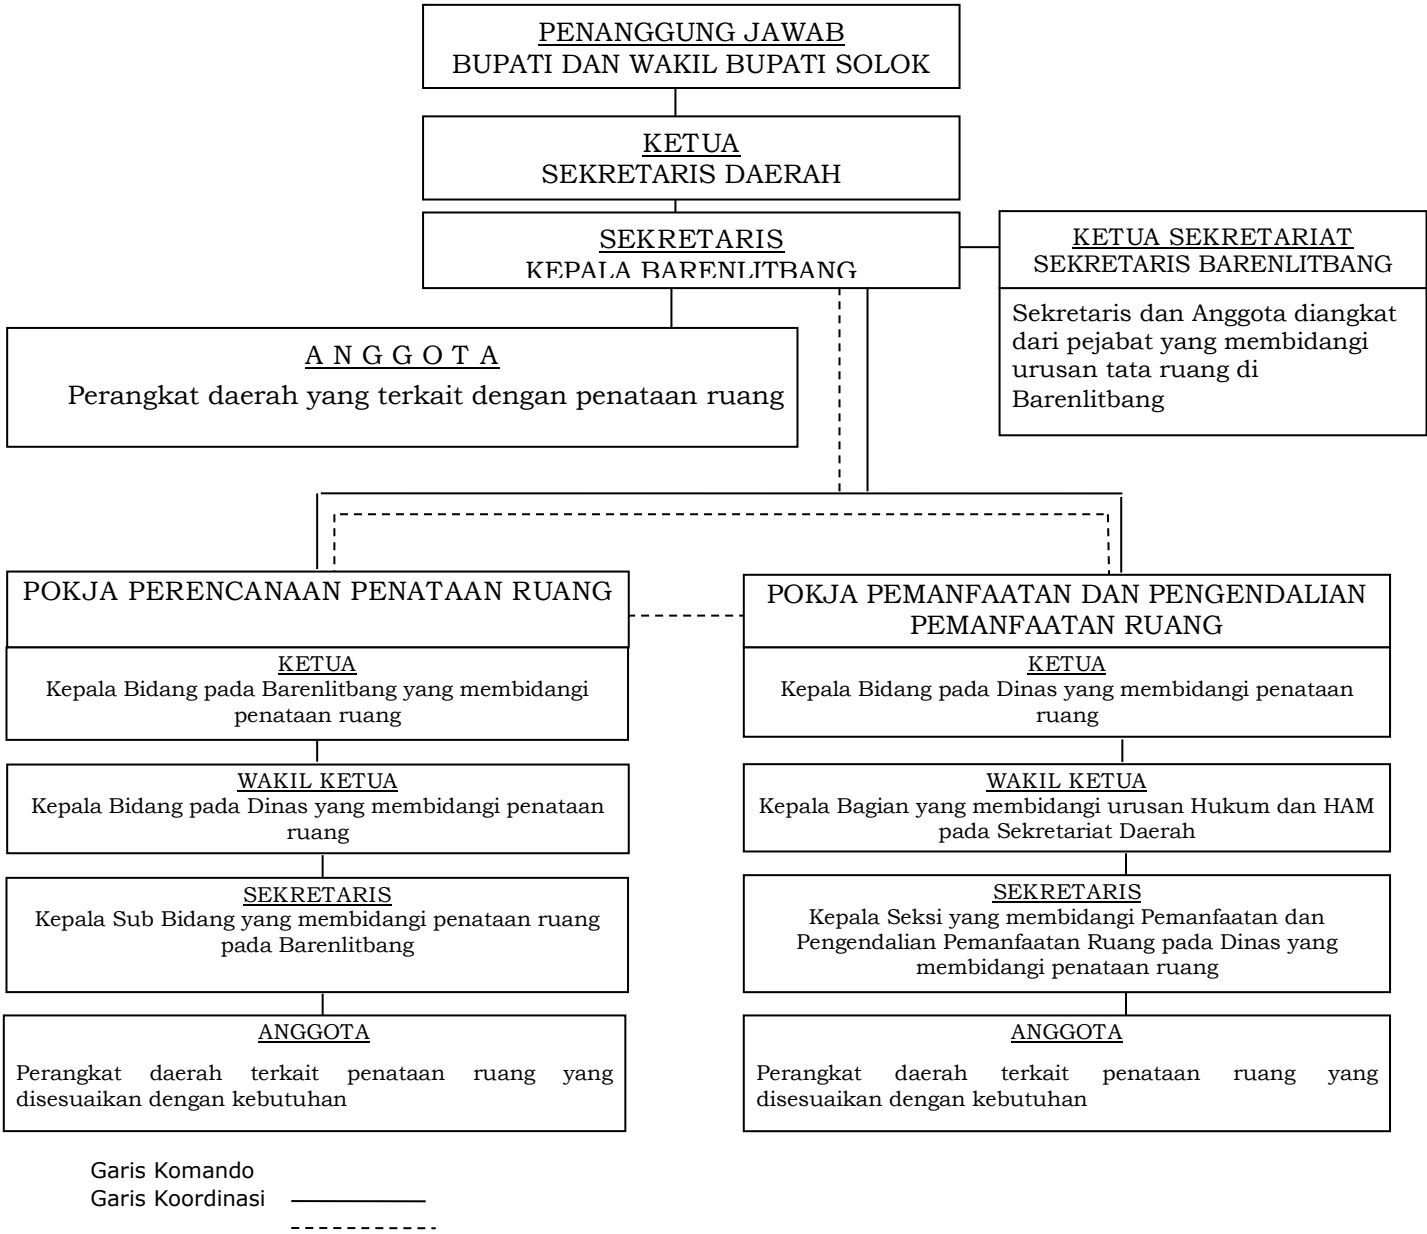 PENANGGUNG JAWAB
BUPATI DAN WAKIL BUPATI SOLOK
KETUA
SEKRETARIS DAERAH
SEKRETARIS
KEPALA BARENLITBANG
KETUA SEKRETARIAT
SEKRETARIS BARENLITBANG
Sekretaris dan Anggota diangkat
dari pejabat yang membidangi
urusan tata ruang di
Barenlitbang
A N G G O T A
Perangkat daerah yang terkait dengan penataan ruang
POKJA PERENCANAAN PENATAAN RUANG
KETUA
Kepala Bidang pada Barenlitbang yang membidangi
penataan ruang
WAKIL KETUA
Kepala Bidang pada Dinas yang membidangi penataan
ruang
SEKRETARIS
Kepala Sub Bidang yang membidangi penataan ruang
pada Barenlitbang
ANGGOTA
Perangkat daerah terkait penataan ruang yang
disesuaikan dengan kebutuhan
POKJA PEMANFAATAN DAN PENGENDALIAN
PEMANFAATAN RUANG
KETUA
Kepala Bidang pada Dinas yang membidangi penataan
ruang
WAKIL KETUA
Kepala Bagian yang membidangi urusan Hukum dan HAM
pada Sekretariat Daerah
SEKRETARIS
Kepala Seksi yang membidangi Pemanfaatan dan
Pengendalian Pemanfaatan Ruang pada Dinas yang
membidangi penataan ruang
ANGGOTA
Perangkat daerah terkait penataan ruang yang
disesuaikan dengan kebutuhan
Garis Komando
Garis Koordinasi